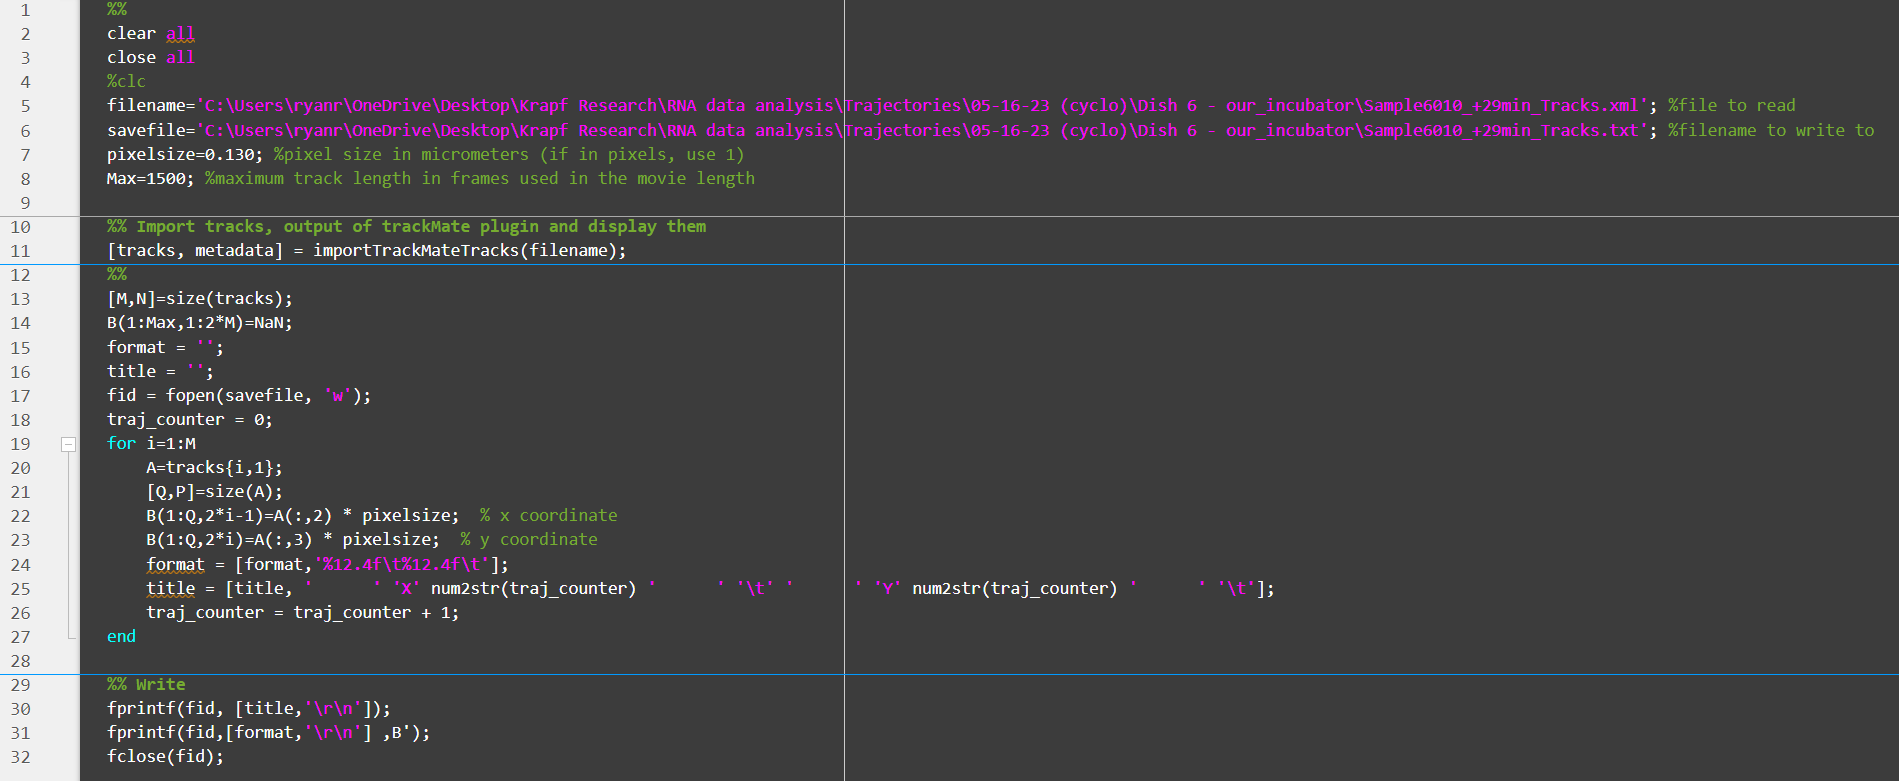 1 %%
2 clear all
3 close all
4 %clc
5 filename='C:\Users\ryanr\OneDrive\Desktop\Krapf Research\RNA data analysis\Trajectories\05-16-23 (cyclo)\Dish 6 - our_incubator\Sample6010_+29min_Tracks.xml'; %file to read
6 savefile='C:\Users\ryanr\OneDrive\Desktop\Krapf Research\RNA data analysis\Trajectories\05-16-23 (cyclo)\Dish 6 - our_incubator\Sample6010_+29min_Tracks.txt'; %filename to write to
7 pixelsize=0.130; %pixel size in micrometers (if in pixels, use 1)
8 Max=1500; %maximum track length in frames used in the movie length
9
10 %% Import tracks, output of trackMate plugin and display them
11 [tracks, metadata] = importTrackMateTracks(filename);
12 %%
13 [M,N]=size(tracks);
14 B(1:Max,1:2*M)=NaN;
15 format = '';
16 title = '';
17 fid = fopen(savefile, 'w');
18 traj_counter = 0;
19 for i=1:M
20     A=tracks{i,1};
21     [Q,P]=size(A);
22     B(1:Q,2*i-1)=A(:,2) * pixelsize;  % x coordinate
23     B(1:Q,2*i)=A(:,3) * pixelsize;  % y coordinate
24     format = [format,'%12.4f\t%12.4f\t'];
25     title = [title, '      ' 'X' num2str(traj_counter) '      ' '\t' '      ' 'Y' num2str(traj_counter) '      ' '\t'];
26     traj_counter = traj_counter + 1;
27 end
28
29 %% Write
30 fprintf(fid, [title,'\r\n']);
31 fprintf(fid,[format,'\r\n'] ,B');
32 fclose(fid);